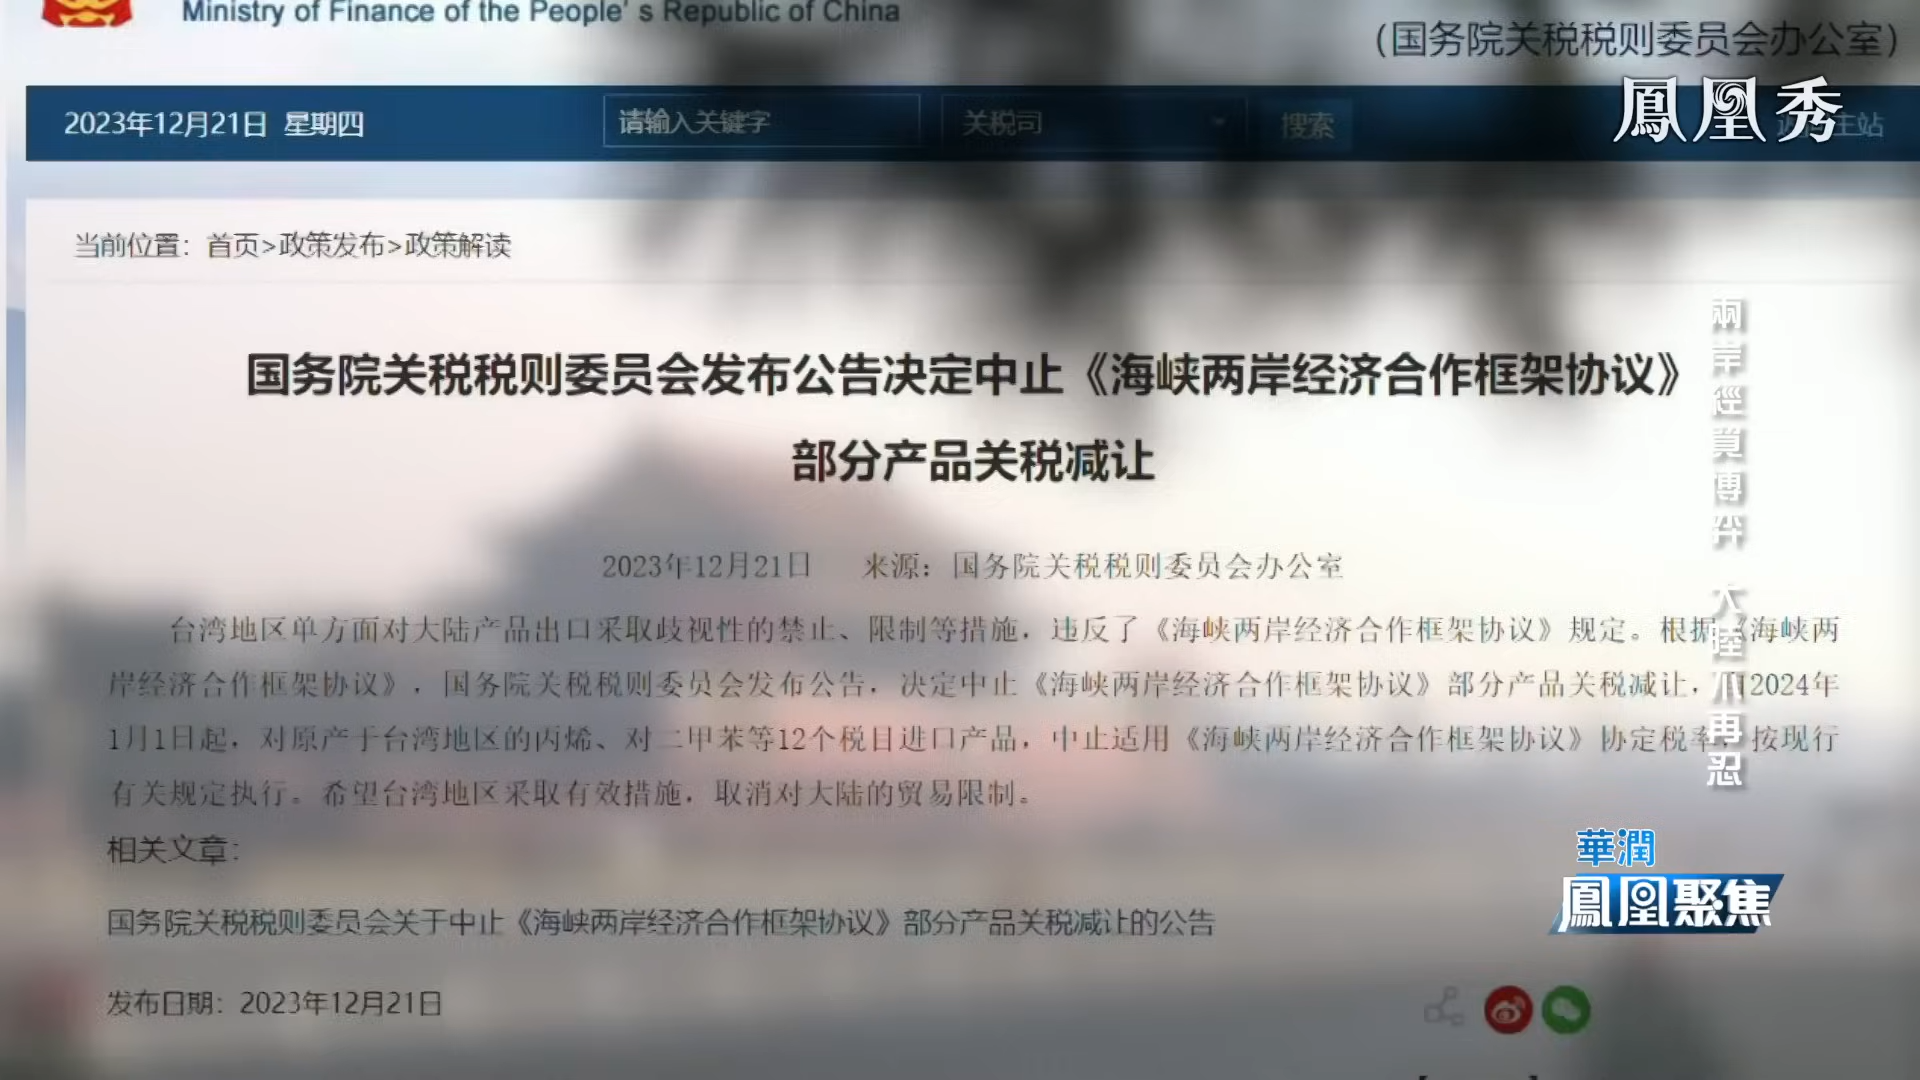 Ministry of Finance of the People's Republic of China
(国务院关税税则委员会办公室)
鳳凰秀
2023年12月21日 星期四
请输入关键字
关税司
搜索
主站
当前位置：首页>政策发布>政策解读
国务院关税税则委员会发布公告决定中止《海峡两岸经济合作框架协议》
部分产品关税减让
2023年12月21日 来源：国务院关税税则委员会办公室
台湾地区单方面对大陆产品出口采取歧视性的禁止、限制等措施，违反了《海峡两岸经济合作框架协议》规定。根据《海峡两
岸经济合作框架协议》，国务院关税税则委员会发布公告，决定中止《海峡两岸经济合作框架协议》部分产品关税减让，自2024年
1月1日起，对原产于台湾地区的丙烯、对二甲苯等12个税目进口产品，中止适用《海峡两岸经济合作框架协议》协定税率，按现行
有关规定执行。希望台湾地区采取有效措施，取消对大陆的贸易限制。
相关文章：
国务院关税税则委员会关于中止《海峡两岸经济合作框架协议》部分产品关税减让的公告
发布日期：2023年12月21日
兩岸經貿博弈 大陸不再忍
華潤
鳳凰聚焦